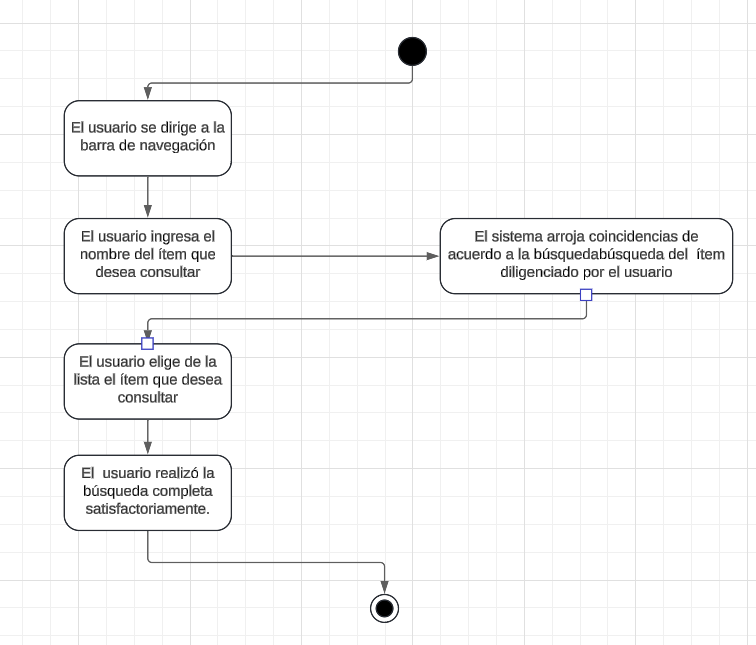 El usuario se dirige a la
barra de navegación
El usuario ingresa el
nombre del ítem que
desea consultar
El sistema arroja coincidencias de
acuerdo a la búsquedabúsqueda del  ítem
diligenciado por el usuario
El usuario elige de la
lista el ítem que desea
consultar
El  usuario realizó la
búsqueda completa
satisfactoriamente.